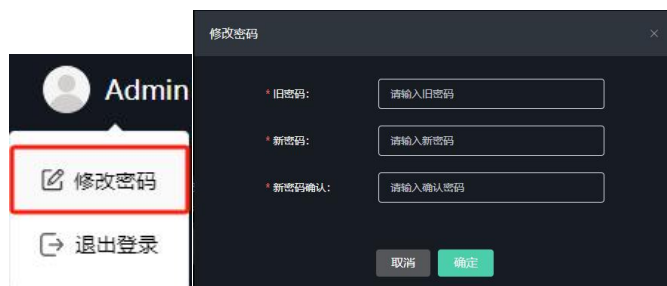 Admin
修改密码
退出登录
修改密码
* 旧密码: 请输入旧密码
* 新密码: 请输入新密码
* 新密码确认: 请输入确认密码
取消 确定